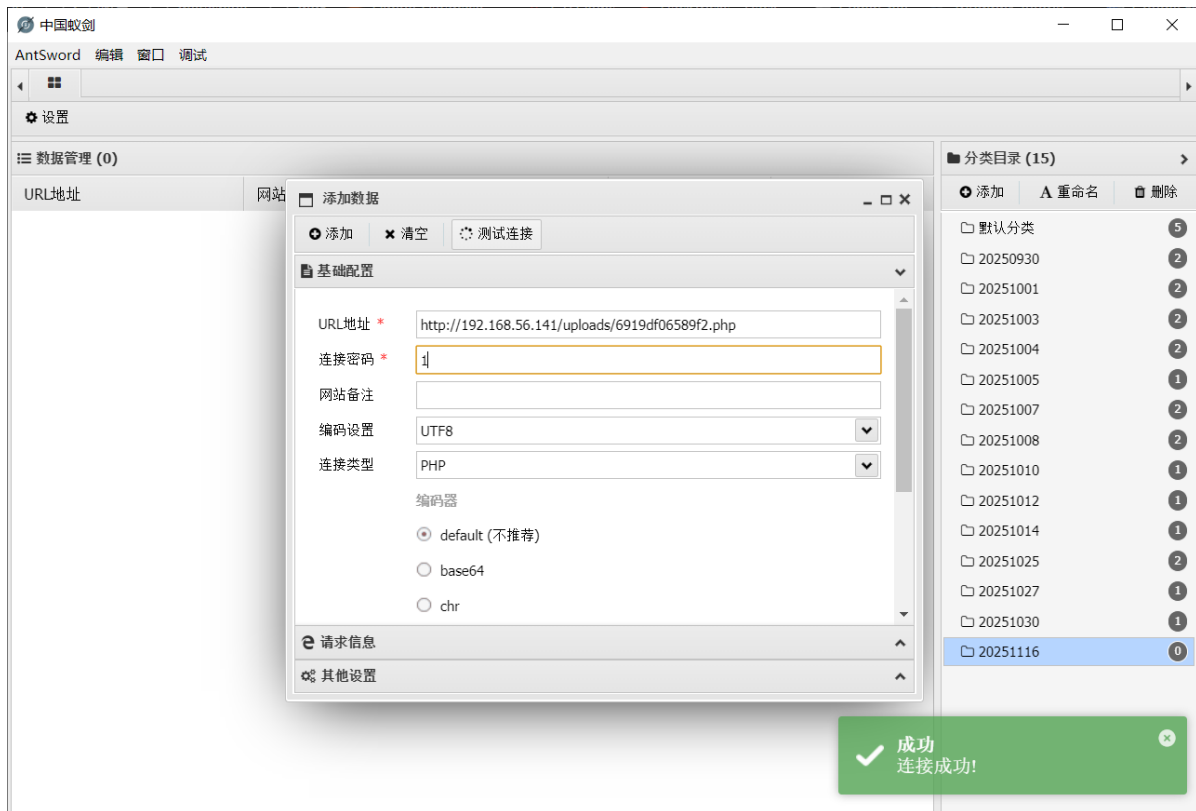 中国蚁剑
AntSword 编辑 窗口 调试
设置
数据管理 (0)
URL地址 网站
添加数据
添加 清空 测试连接
基础配置
URL地址 * http://192.168.56.141/uploads/6919df06589f2.php
连接密码 * 1
网站备注
编码设置 UTF8
连接类型 PHP
编码器
default (不推荐)
base64
chr
请求信息
其他设置
分类目录 (15)
添加 A 重命名 删除
默认分类 5
20250930 2
20251001 2
20251003 2
20251004 2
20251005 1
20251007 2
20251008 2
20251010 1
20251012 1
20251014 1
20251025 2
20251027 1
20251030 1
20251116 0
成功
连接成功!